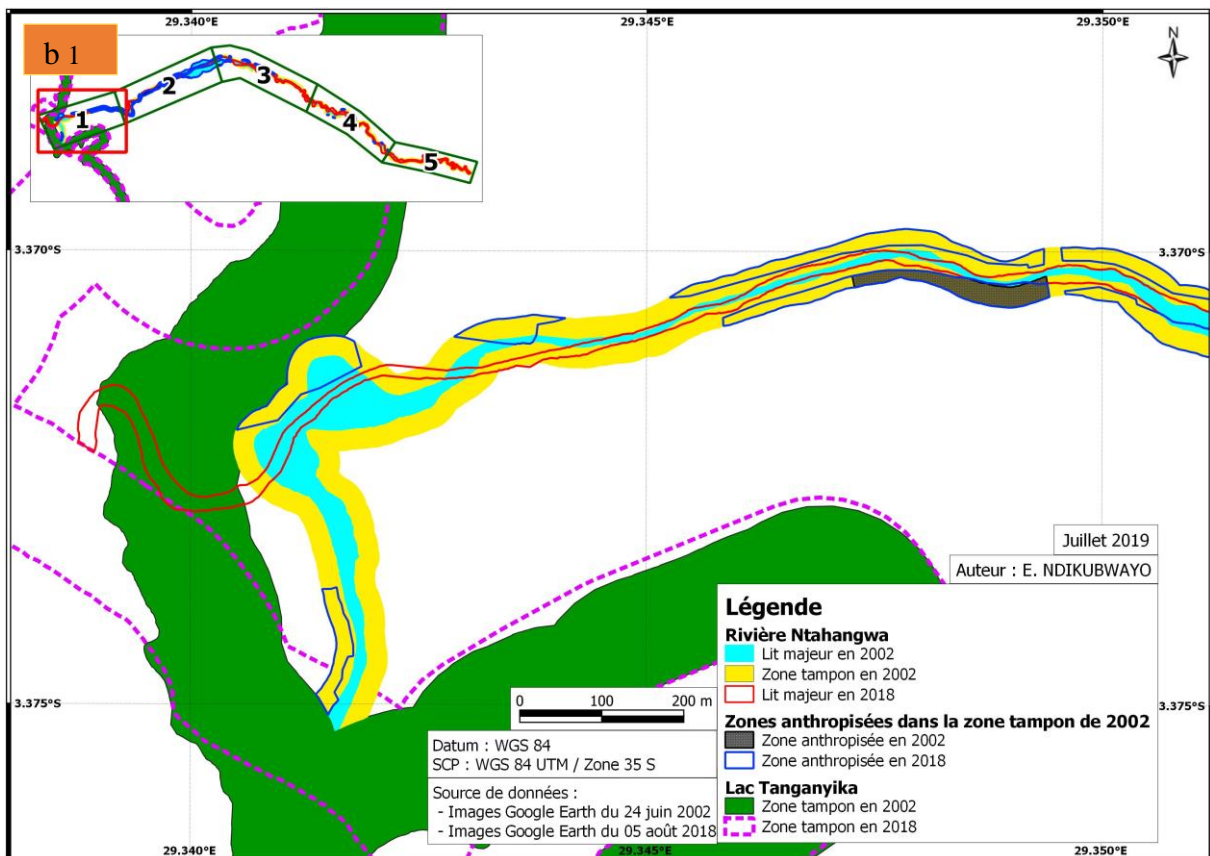 29.340°E
29.345°E
29.350°E
b 1
N
1
2
3
4
5
3.370°S
3.370°S
Juillet 2019
Auteur : E. NDIKUBWAYO
Légende
Rivière Ntahangwa
Lit majeur en 2002
Zone tampon en 2002
Lit majeur en 2018
Zones anthropisées dans la zone tampon de 2002
Zone anthropisée en 2002
Zone anthropisée en 2018
Lac Tanganyika
Zone tampon en 2002
Zone tampon en 2018
0 100 200 m
3.375°S
3.375°S
Datum : WGS 84
SCP : WGS 84 UTM / Zone 35 S
Source de données :
- Images Google Earth du 24 juin 2002
- Images Google Earth du 05 août 2018
29.340°E
29.345°E
29.350°E